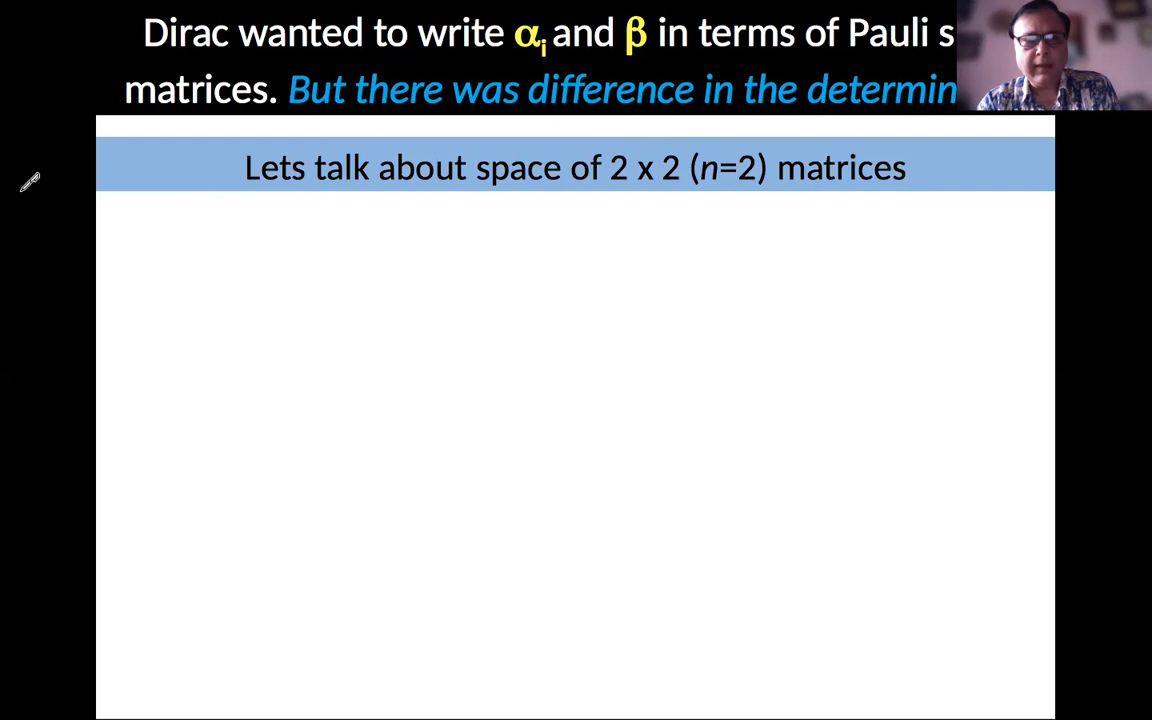 Dirac wanted to write αᵢ and β in terms of Pauli s
matrices. But there was difference in the determin
Lets talk about space of 2 x 2 (n=2) matrices